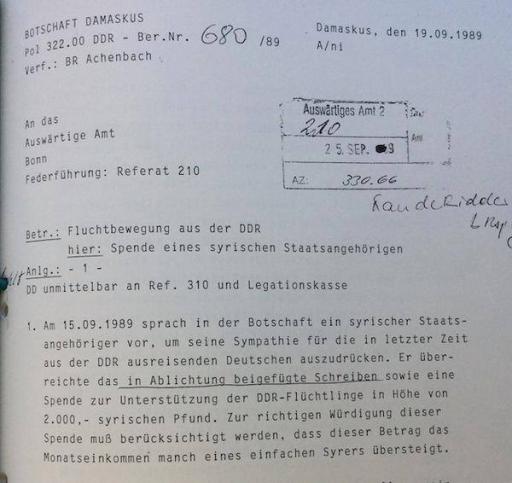 BOTSCHAFT DAMASKUS
Pol 322.00 DDR - Ber.Nr. 680 /89
Verf.: BR Achenbach
Damaskus, den 19.09.1989
A/ni
An das
Auswärtige Amt
Bonn
Federführung: Referat 210
Auswärtiges Amt 2
210
25. SEP. 9
AZ: 330.66
Betr.: Fluchtbewegung aus der DDR
hier: Spende eines syrischen Staatsangehörigen
Anlg.: - 1 -
DD unmittelbar an Ref. 310 und Legationskasse
1. Am 15.09.1989 sprach in der Botschaft ein syrischer Staats-
angehöriger vor, um seine Sympathie für die in letzter Zeit
aus der DDR ausreisenden Deutschen auszudrücken. Er über-
reichte das in Ablichtung beigefügte Schreiben sowie eine
Spende zur Unterstützung der DDR-Flüchtlinge in Höhe von
2.000,- syrischen Pfund. Zur richtigen Würdigung dieser
Spende muß berücksichtigt werden, dass dieser Betrag das
Monatseinkommen manch eines einfachen Syrers übersteigt.